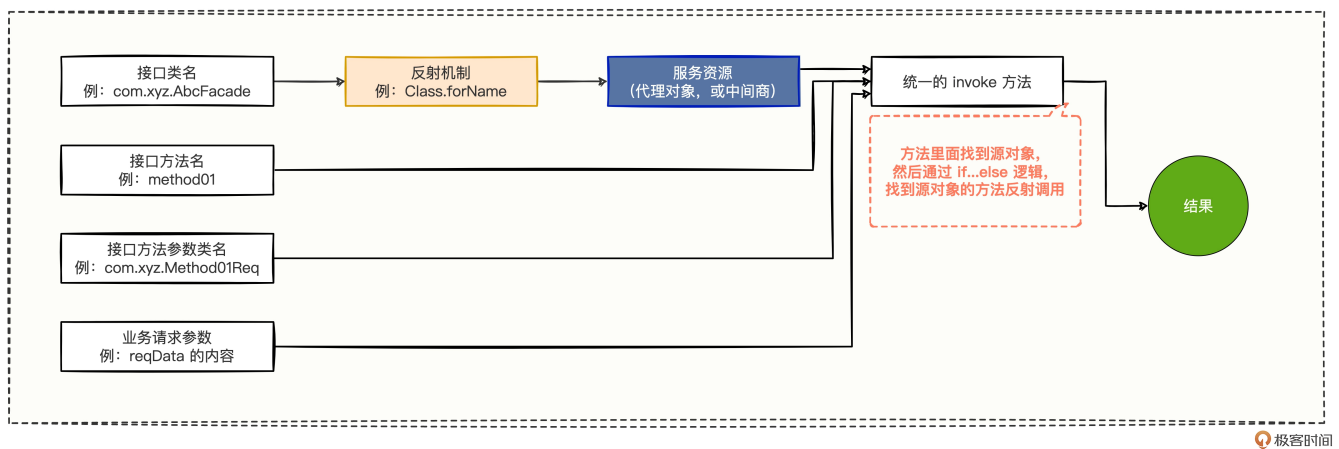 接口类名
例：com.xyz.AbcFacade
反射机制
例：Class.forName
服务资源
（代理对象，或中间商）
统一的 invoke 方法
方法里面找到源对象，
然后通过 if...else 逻辑，
找到源对象的方法反射调用
接口方法名
例：method01
结果
接口方法参数类名
例：com.xyz.Method01Req
业务请求参数
例：reqData 的内容
极客时间